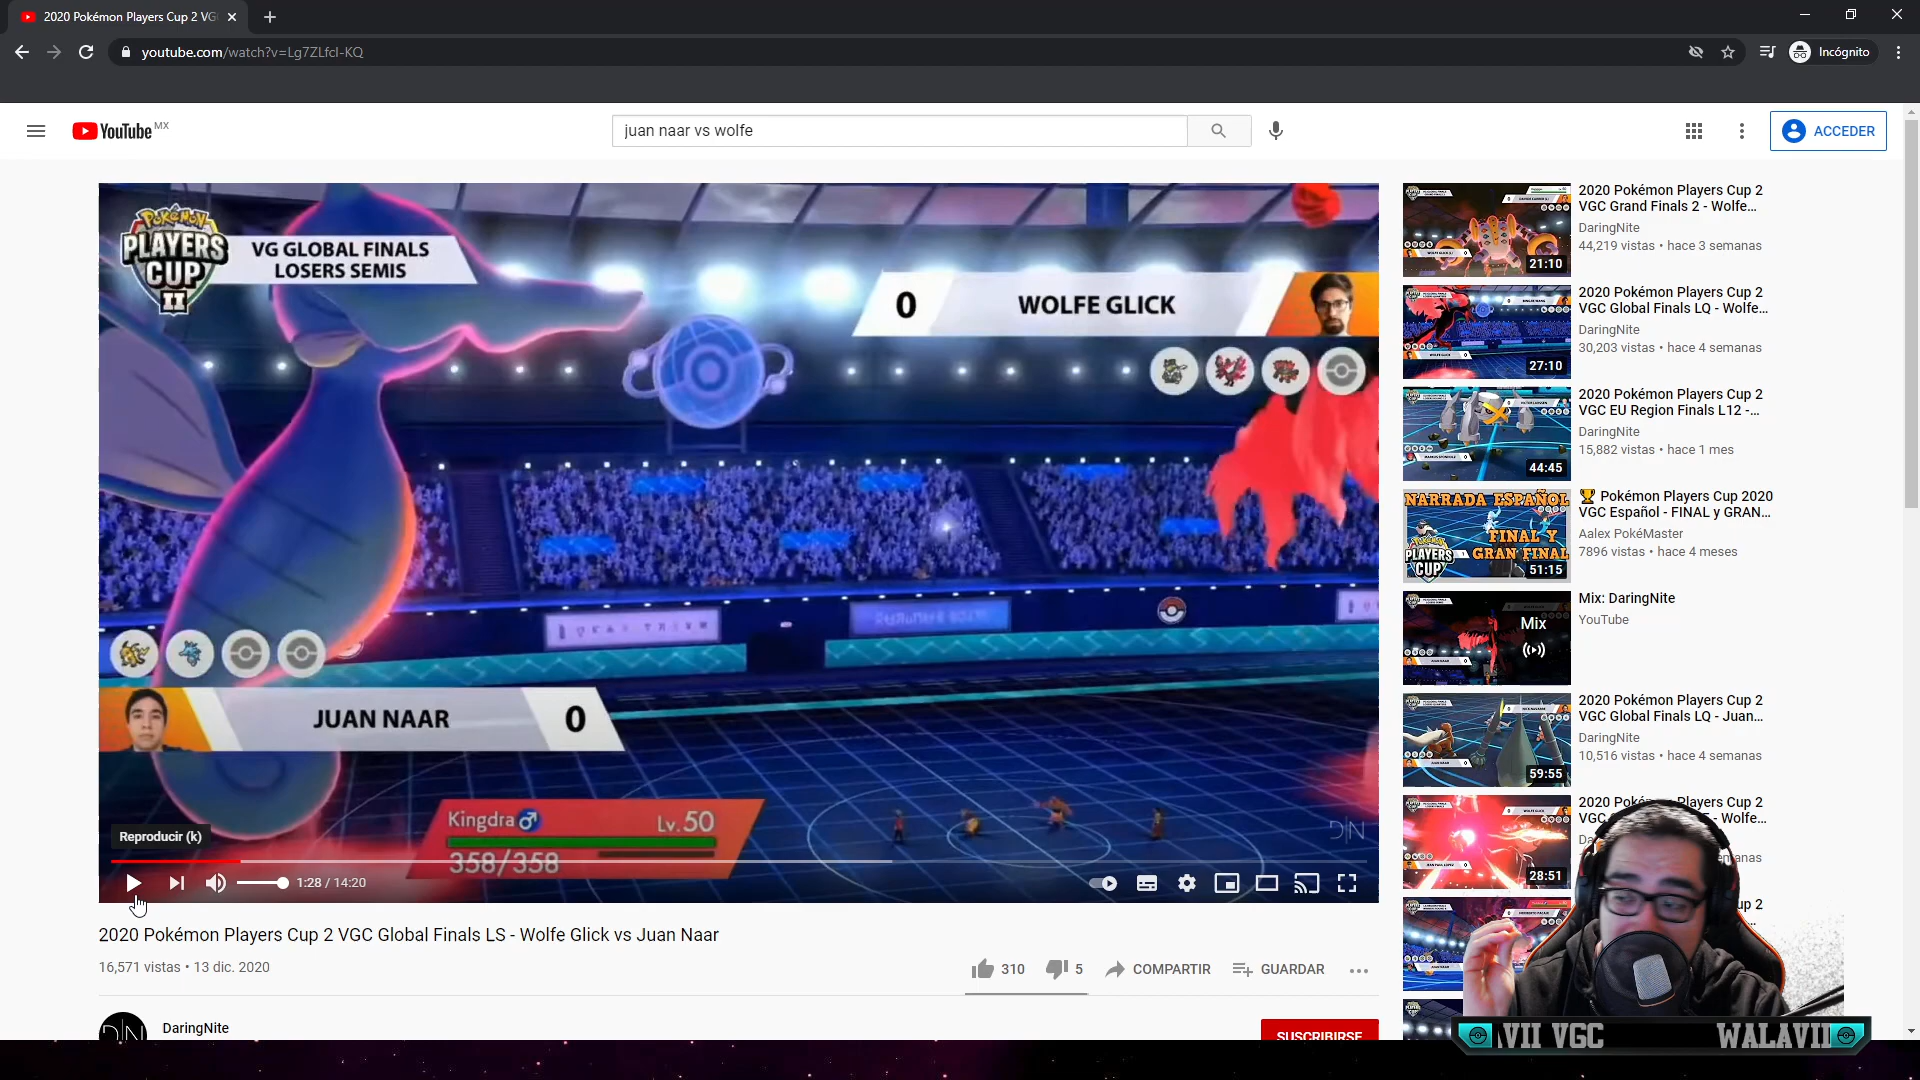 2020 Pokémon Players Cup 2 VG
youtube.com/watch?v=Lg7ZLfcI-KQ
Incógnito
YouTube MX
juan naar vs wolfe
ACCEDER
POKÉMON
PLAYERS
CUP
II
VG GLOBAL FINALS
LOSERS SEMIS
0 WOLFE GLICK
JUAN NAAR 0
Kingdra♂ Lv.50
358/358
D|N
Reproducir (k)
1:28 / 14:20
2020 Pokémon Players Cup 2 VGC Global Finals LS - Wolfe Glick vs Juan Naar
16,571 vistas • 13 dic. 2020
310
5
COMPARTIR
GUARDAR
D|N
DaringNite
SUSCRIBIRSE
21:10
2020 Pokémon Players Cup 2
VGC Grand Finals 2 - Wolfe...
DaringNite
44,219 vistas • hace 3 semanas
27:10
2020 Pokémon Players Cup 2
VGC Global Finals LQ - Wolfe...
DaringNite
30,203 vistas • hace 4 semanas
44:45
2020 Pokémon Players Cup 2
VGC EU Region Finals L12 -...
DaringNite
15,882 vistas • hace 1 mes
NARRADA ESPAÑOL
FINAL Y
GRAN FINAL
PLAYERS
CUP
51:15
🏆 Pokémon Players Cup 2020
VGC Español - FINAL y GRAN...
Aalex PokéMaster
7896 vistas • hace 4 meses
Mix
Mix: DaringNite
YouTube
59:55
2020 Pokémon Players Cup 2
VGC Global Finals LQ - Juan...
DaringNite
10,516 vistas • hace 4 semanas
28:51
2020 Poké Players Cup 2
VGC - Wolfe...
Da
emanas
up 2
VII VGC
WALAVII